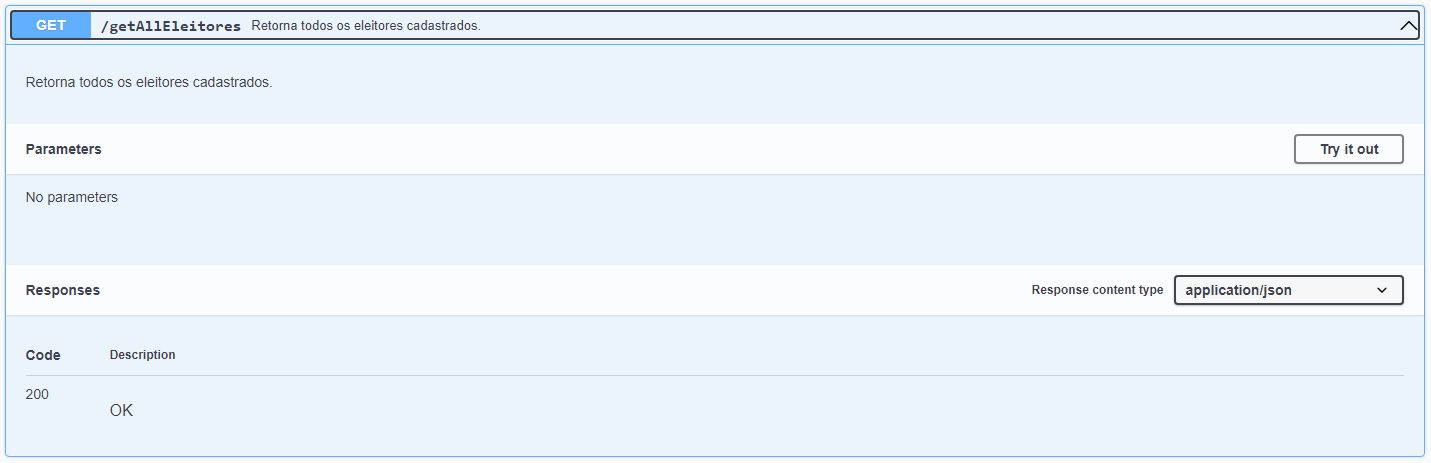 GET /getAllEleitores Retorna todos os eleitores cadastrados.
Retorna todos os eleitores cadastrados.
Parameters Try it out
No parameters
Responses Response content type application/json
Code Description
200
OK